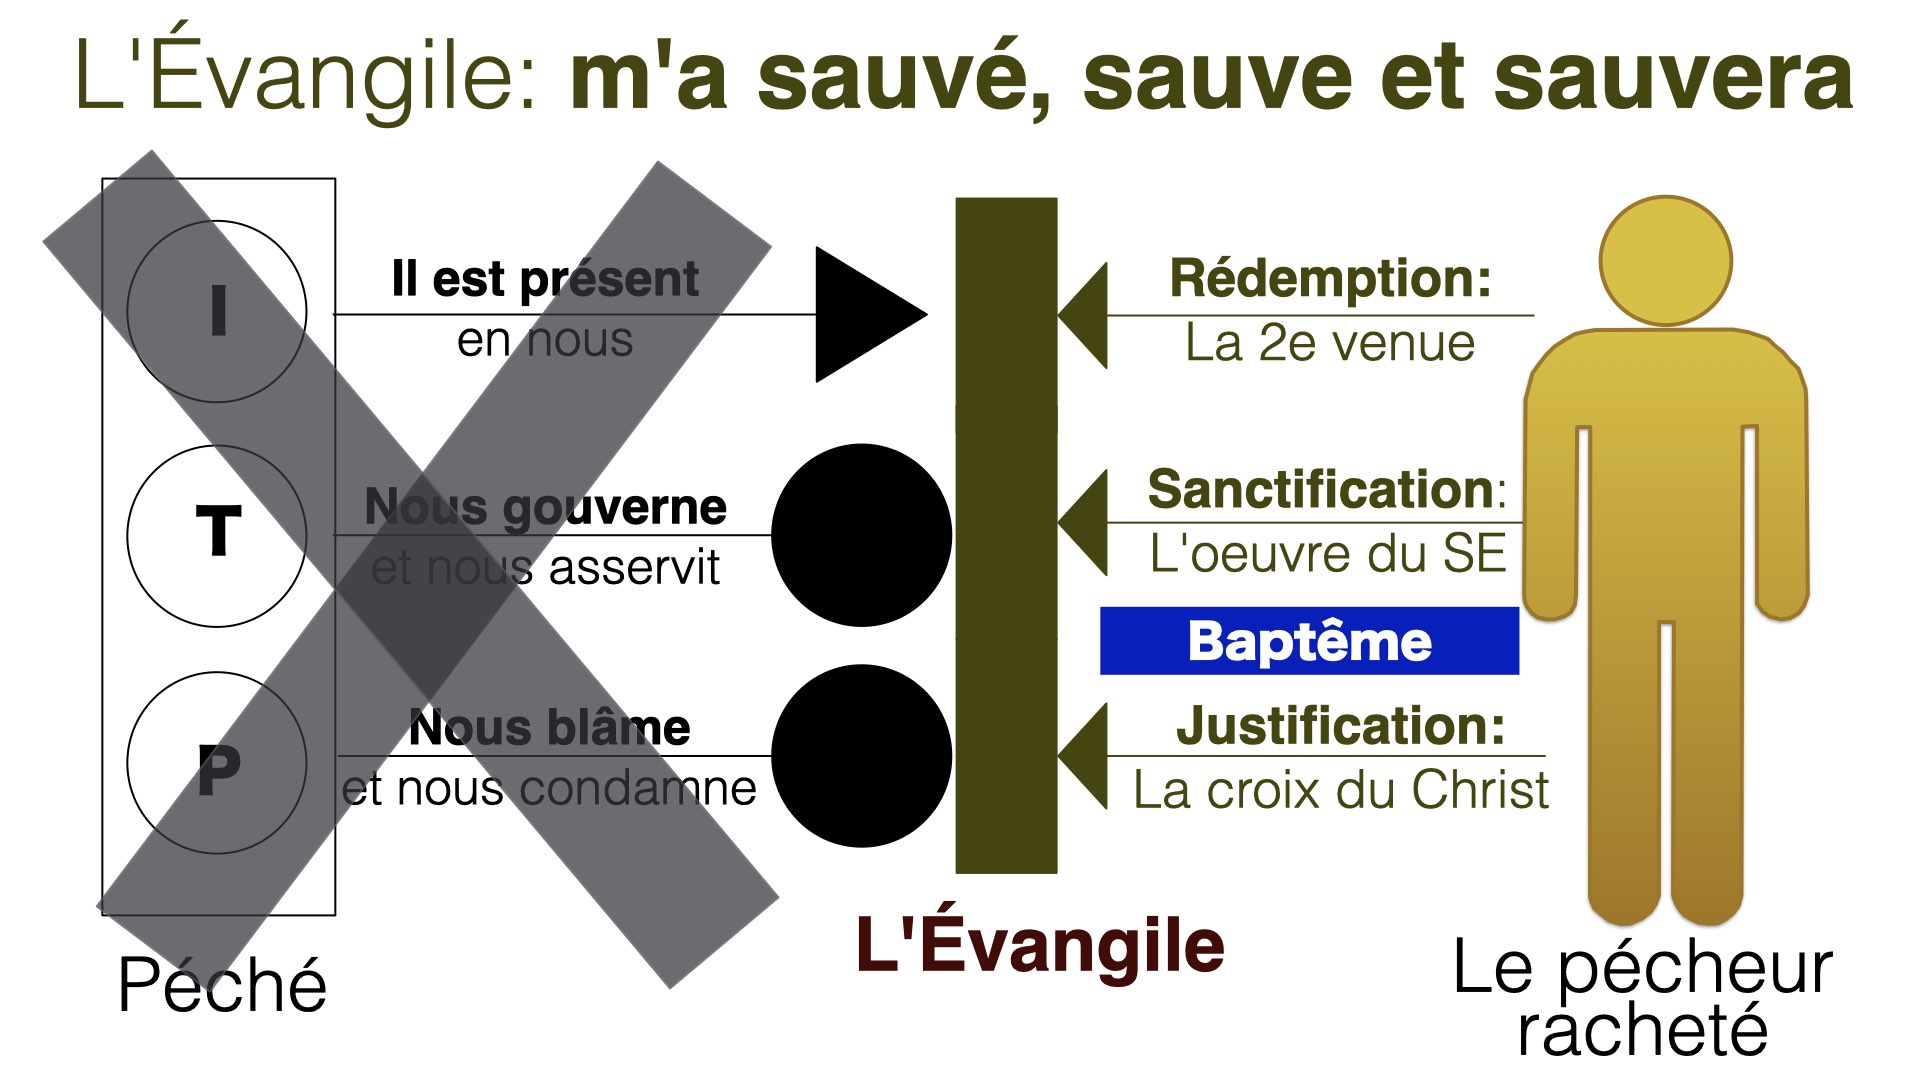 L'Évangile: m'a sauvé, sauve et sauvera
I
Il est présent
en nous
Rédemption:
La 2e venue
T
Nous gouverne
et nous asservit
Sanctification:
L'oeuvre du SE
Baptême
P
Nous blâme
et nous condamne
Justification:
La croix du Christ
Péché
L'Évangile
Le pécheur
racheté